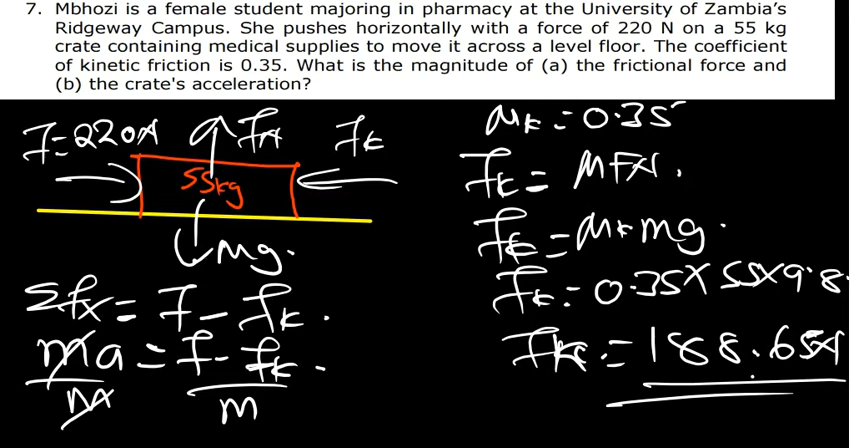 7. Mbhozi is a female student majoring in pharmacy at the University of Zambia's
Ridgeway Campus. She pushes horizontally with a force of 220 N on a 55 kg
crate containing medical supplies to move it across a level floor. The coefficient
of kinetic friction is 0.35. What is the magnitude of (a) the frictional force and
(b) the crate's acceleration?
F=220N
FN
Fk
55kg
mg.
Σfx = F - fk.
ma = f - fk.
m m
μk = 0.35
fk = μFN.
fk = μk mg.
fk = 0.35 x 55 x 9.8
fk = 188.65N